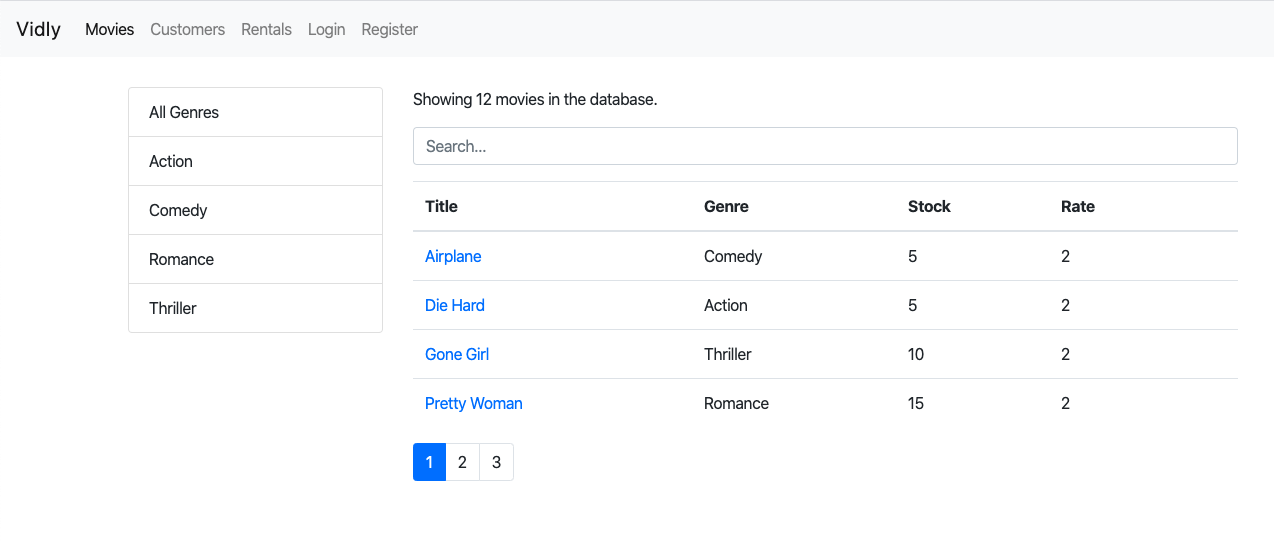 Vidly Movies Customers Rentals Login Register
All Genres
Action
Comedy
Romance
Thriller
Showing 12 movies in the database.
Search...
Title Genre Stock Rate
Airplane Comedy 5 2
Die Hard Action 5 2
Gone Girl Thriller 10 2
Pretty Woman Romance 15 2
1 2 3